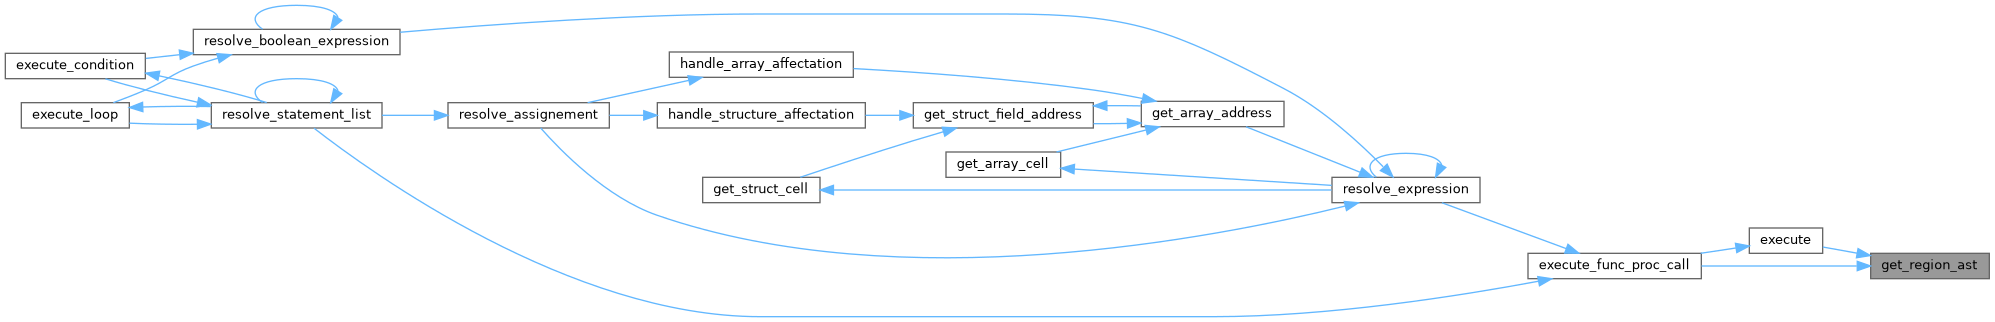 resolve_boolean_expression
execute_condition
handle_array_affectation
execute_loop
resolve_statement_list
resolve_assignement
handle_structure_affectation
get_struct_field_address
get_array_address
get_array_cell
get_struct_cell
resolve_expression
execute
execute_func_proc_call
get_region_ast